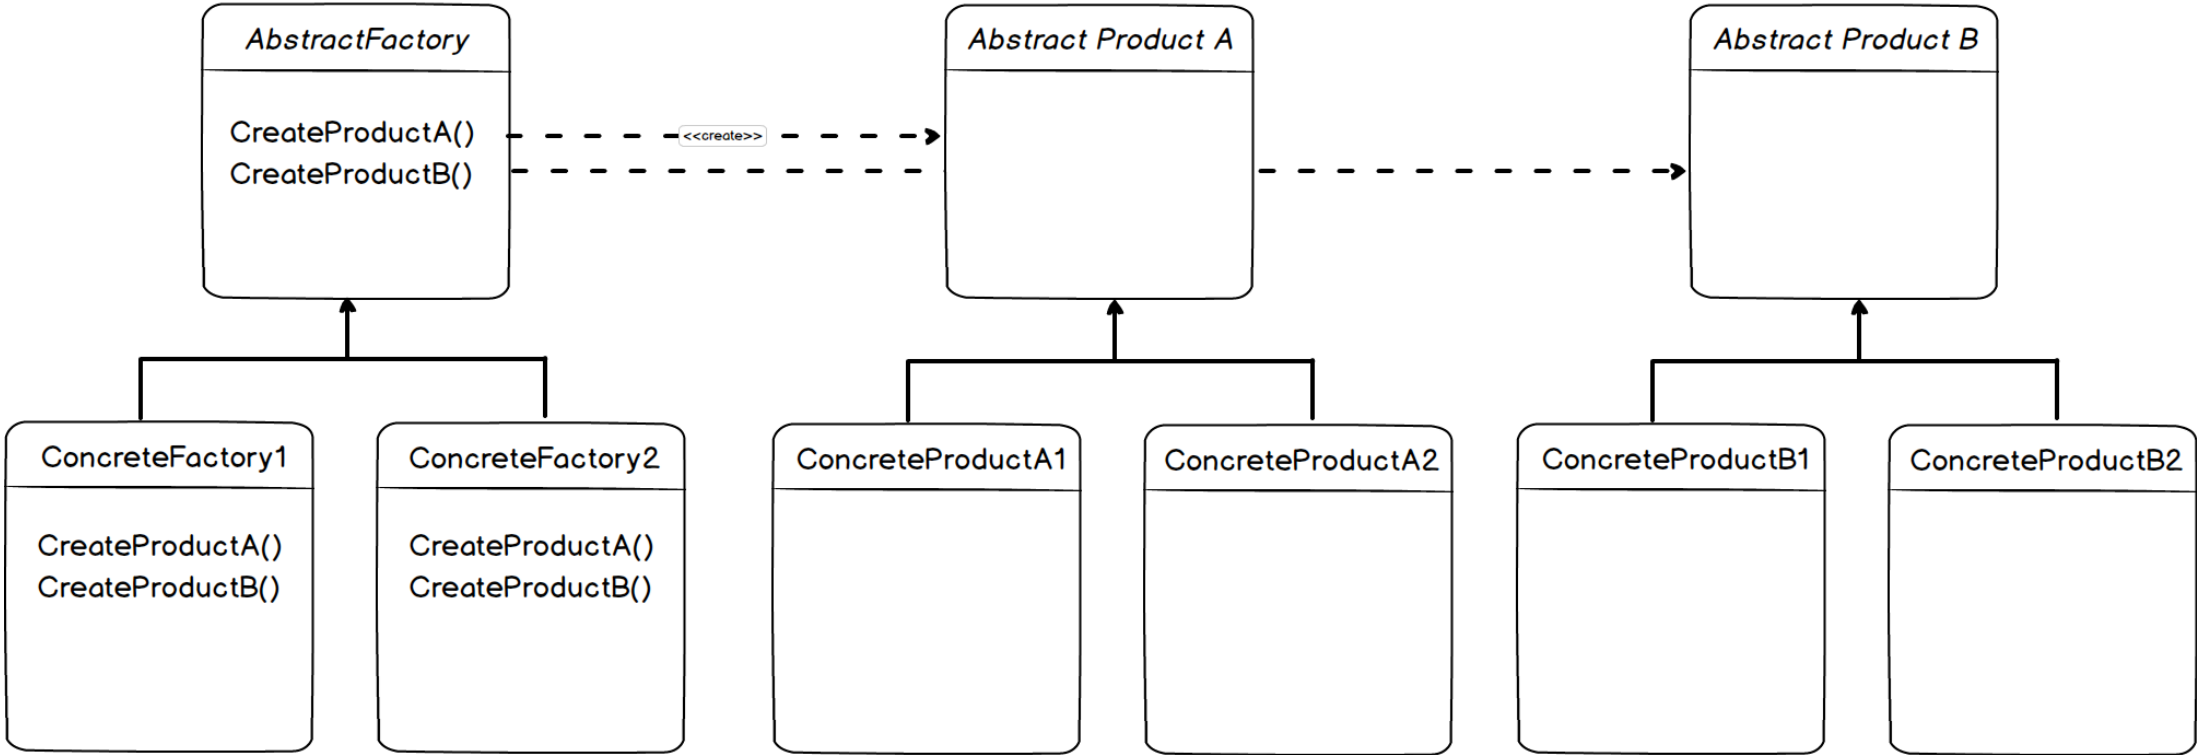 AbstractFactory
CreateProductA()
CreateProductB()
<<create>>
Abstract Product A
Abstract Product B
ConcreteFactory1
CreateProductA()
CreateProductB()
ConcreteFactory2
CreateProductA()
CreateProductB()
ConcreteProductA1
ConcreteProductA2
ConcreteProductB1
ConcreteProductB2